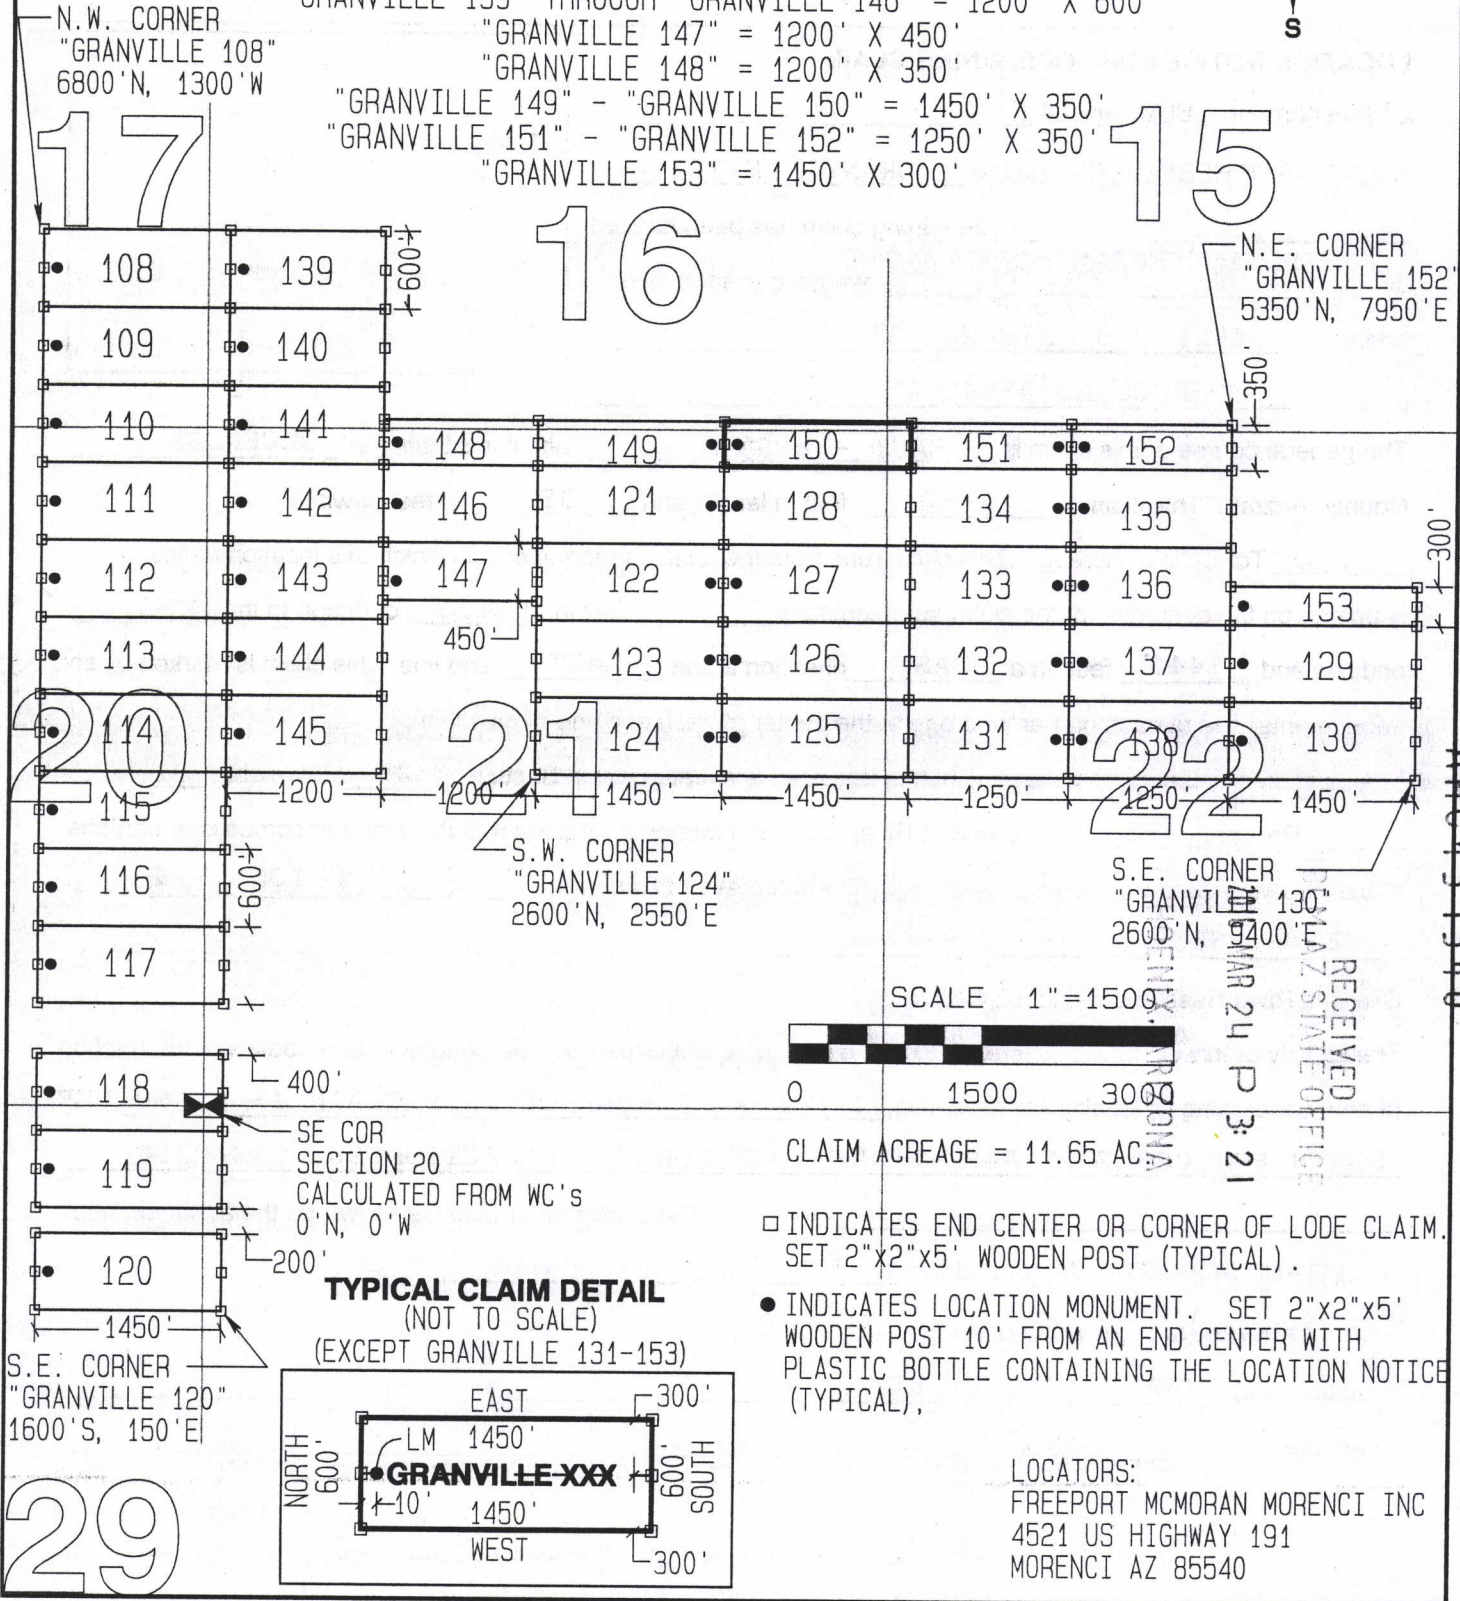 "GRANVILLE 147" = 1200' X 450'
"GRANVILLE 148" = 1200' X 350'
"GRANVILLE 149" - "GRANVILLE 150" = 1450' X 350'
"GRANVILLE 151" - "GRANVILLE 152" = 1250' X 350'
"GRANVILLE 153" = 1450' X 300'
S
N.W. CORNER
"GRANVILLE 108"
6800'N, 1300'W
17
16
15
N.E. CORNER
"GRANVILLE 152"
5350'N, 7950'E
108
139
600'
109
140
350'
110
141
148
149
150
151
152
111
142
146
121
128
134
135
300'
112
143
147
122
127
133
136
153
450'
113
144
123
126
132
137
129
20
114
145
21
124
125
131
138
22
130
115
1200'
1200'
1450'
1450'
1250'
1250'
1450'
116
600'
117
S.W. CORNER
"GRANVILLE 124"
2600'N, 2550'E
S.E. CORNER
"GRANVILLE 130"
2600'N, 9400'E
SCALE 1"=1500'
0 1500 3000
CLAIM ACREAGE = 11.65 AC.
RECEIVED
AZ STATE OFFICE
MAR 24 P 3:21
ARIZONA
118
400'
119
SE COR
SECTION 20
CALCULATED FROM WC's
0'N, 0'W
120
200'
1450'
S.E. CORNER
"GRANVILLE 120"
1600'S, 150'E
29
□ INDICATES END CENTER OR CORNER OF LODE CLAIM.
SET 2"x2"x5' WOODEN POST (TYPICAL).
● INDICATES LOCATION MONUMENT. SET 2"x2"x5'
WOODEN POST 10' FROM AN END CENTER WITH
PLASTIC BOTTLE CONTAINING THE LOCATION NOTICE
(TYPICAL),
TYPICAL CLAIM DETAIL
(NOT TO SCALE)
(EXCEPT GRANVILLE 131-153)
EAST
300'
LM 1450'
NORTH
600'
GRANVILLE XXX
600'
SOUTH
10'
1450'
WEST
300'
LOCATORS:
FREEPORT MCMORAN MORENCI INC
4521 US HIGHWAY 191
MORENCI AZ 85540